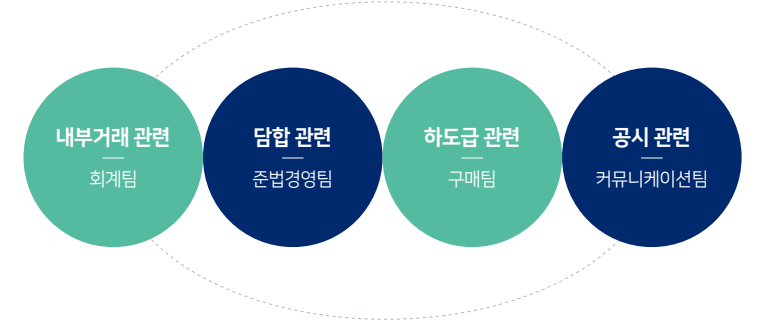 내부거래 관련
회계팀
담합 관련
준법경영팀
하도급 관련
구매팀
공시 관련
커뮤니케이션팀